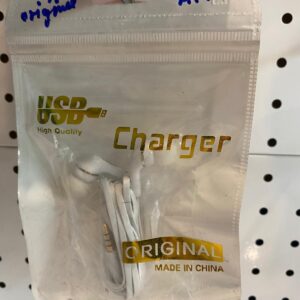 original
USB
High Quality
Charger
ORIGINAL
MADE IN CHINA